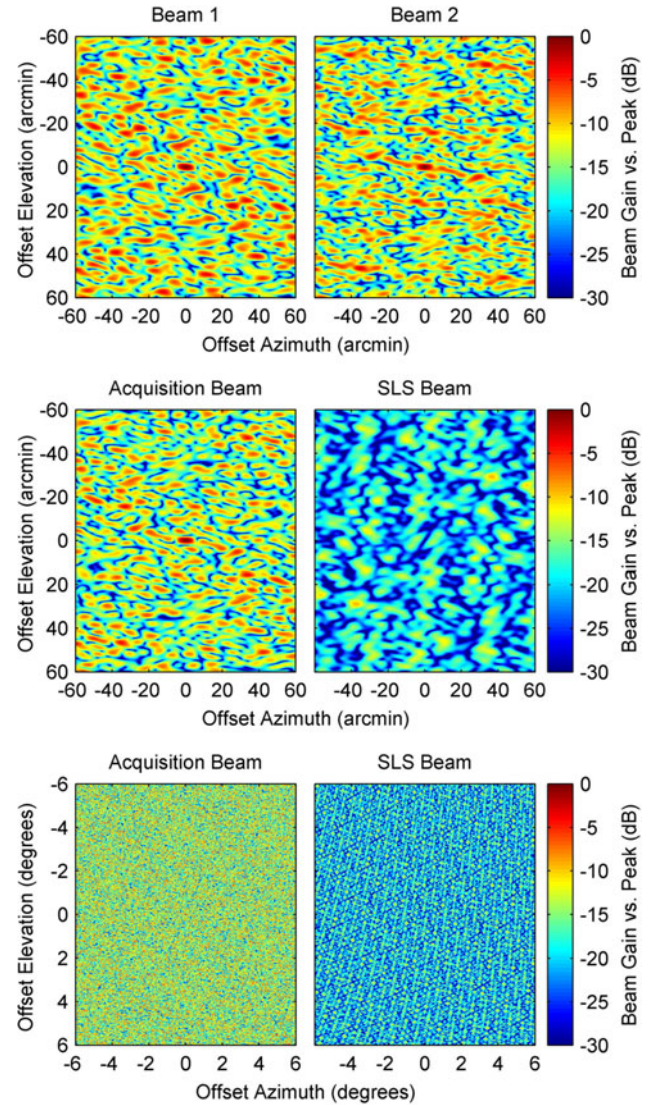 Beam 1 Beam 2
-60
-40
-20
0
20
40
60
Offset Elevation (arcmin)
-60 -40 -20 0 20 40 60 -40 -20 0 20 40 60
Offset Azimuth (arcmin)
0
-5
-10
-15
-20
-25
-30
Beam Gain vs. Peak (dB)
Acquisition Beam SLS Beam
-60
-40
-20
0
20
40
60
Offset Elevation (arcmin)
-60 -40 -20 0 20 40 60 -40 -20 0 20 40 60
Offset Azimuth (arcmin)
0
-5
-10
-15
-20
-25
-30
Beam Gain vs. Peak (dB)
Acquisition Beam SLS Beam
-6
-4
-2
0
2
4
6
Offset Elevation (degrees)
-6 -4 -2 0 2 4 6 -4 -2 0 2 4 6
Offset Azimuth (degrees)
0
-5
-10
-15
-20
-25
-30
Beam Gain vs. Peak (dB)